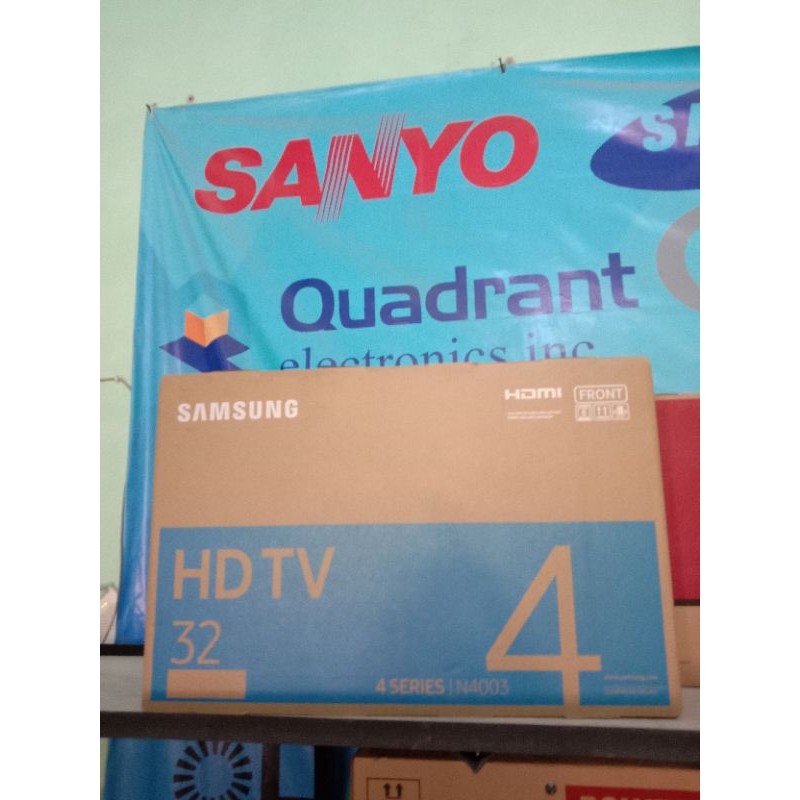 SANYO
Quadrant
electronics inc
SAMSUNG
HDMI
FRONT
HD TV
32
4
4 SERIES | N4003